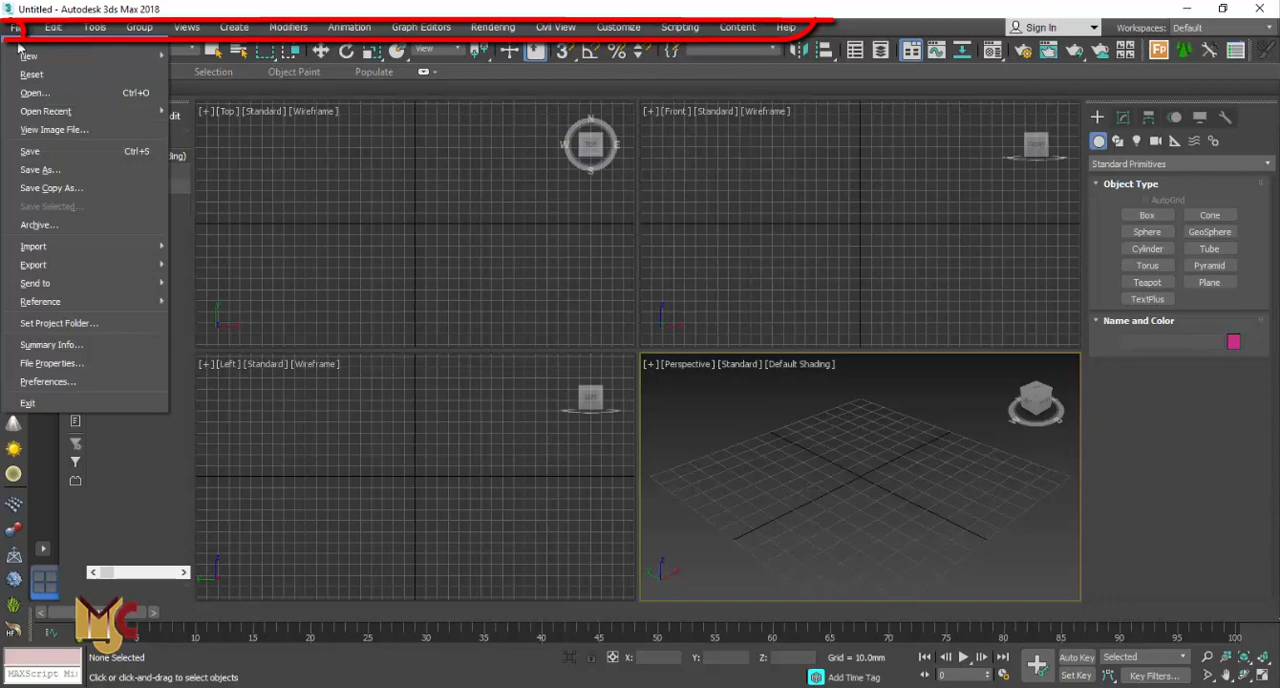 Untitled - Autodesk 3ds Max 2018
File Edit Tools Group Views Create Modifiers Animation Graph Editors Rendering Civil View Customize Scripting Content Help
Sign In
Workspaces: Default
New
Reset
Open... Ctrl+O
Open Recent
View Image File...
Save Ctrl+S
Save As...
Save Copy As...
Save Selected...
Archive...
Import
Export
Send to
Reference
Set Project Folder...
Summary Info...
File Properties...
Preferences...
Exit
View
Selection Object Paint Populate
[+] [Top] [Standard] [Wireframe]
N
W E
S
TOP
[+] [Front] [Standard] [Wireframe]
[+] [Left] [Standard] [Wireframe]
LEFT
[+] [Perspective] [Standard] [Default Shading]
Standard Primitives
Object Type
AutoGrid
Box Cone
Sphere GeoSphere
Cylinder Tube
Torus Pyramid
Teapot Plane
TextPlus
Name and Color
MSC
5 10 15 20 25 30 35 40 45 50 55 60 65 70 75 80 85 90 95 100
None Selected
X: Y: Z:
Grid = 10.0mm
Auto Key Selected
MAXScript Mi
Click or click-and-drag to select objects
Add Time Tag
0
Set Key Key Filters...